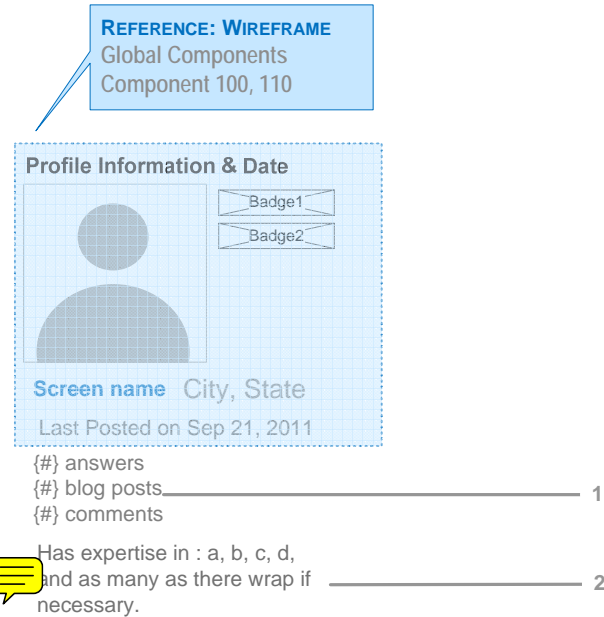 REFERENCE: WIREFRAME
Global Components
Component 100, 110
Profile Information & Date
Badge1
Badge2
Screen name City, State
Last Posted on Sep 21, 2011
{#} answers
{#} blog posts 1
{#} comments
Has expertise in : a, b, c, d,
and as many as there wrap if 2
necessary.